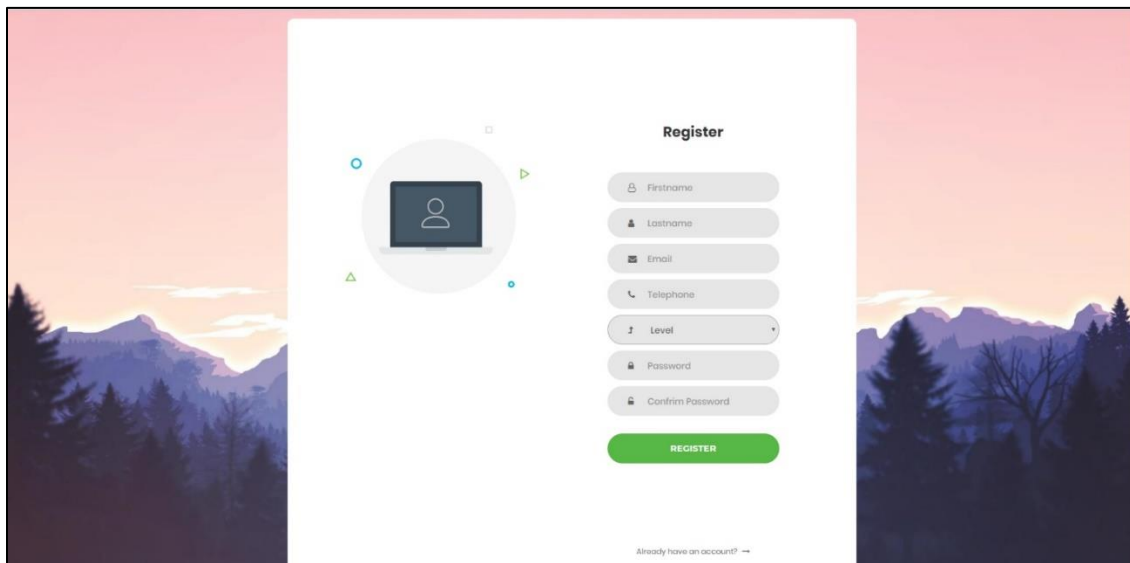 Register
Firstname
Lastname
Email
Telephone
Level
Password
Confrim Password
REGISTER
Already have an account? →